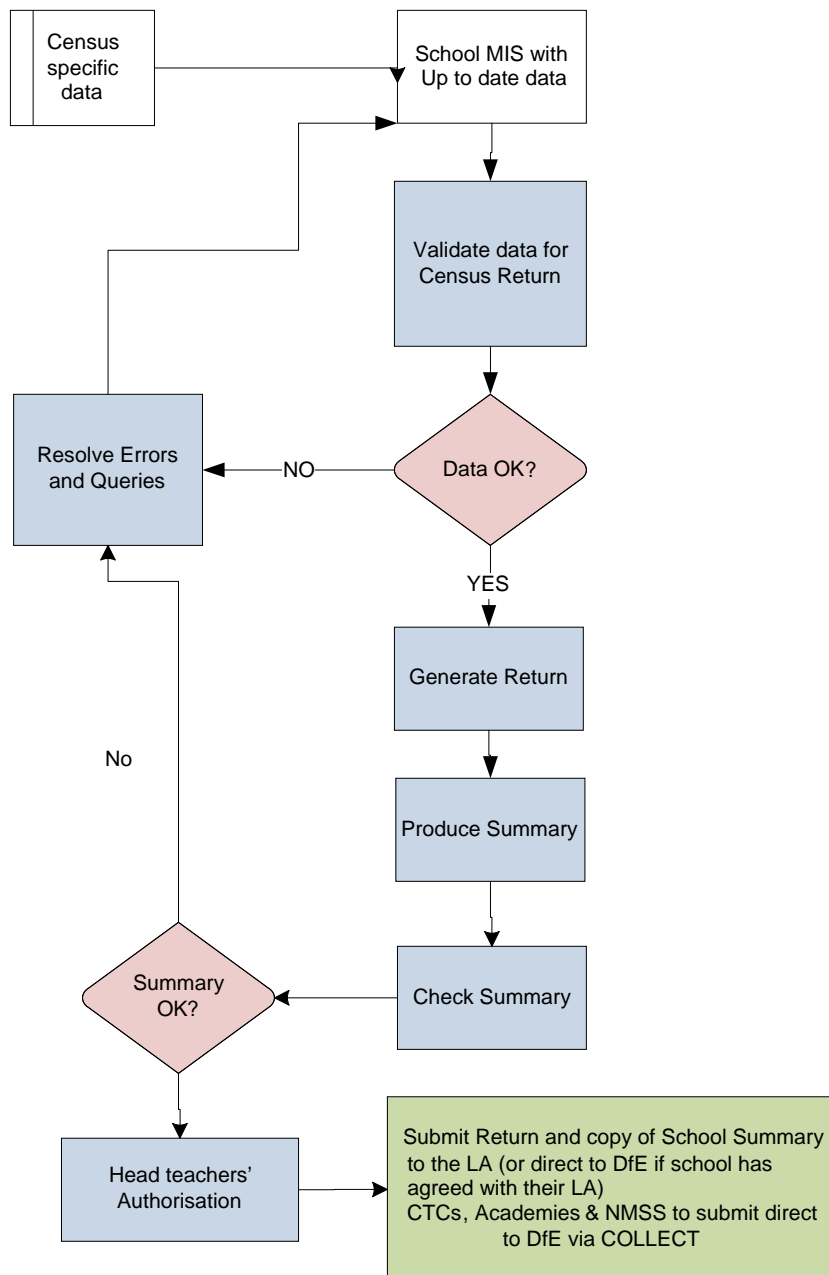 Census
specific
data
School MIS with
Up to date data
Validate data for
Census Return
Resolve Errors
and Queries
NO
Data OK?
YES
Generate Return
No
Produce Summary
Summary
OK?
Check Summary
Head teachers'
Authorisation
Submit Return and copy of School Summary
to the LA (or direct to DfE if school has
agreed with their LA)
CTCs, Academies & NMSS to submit direct
to DfE via COLLECT